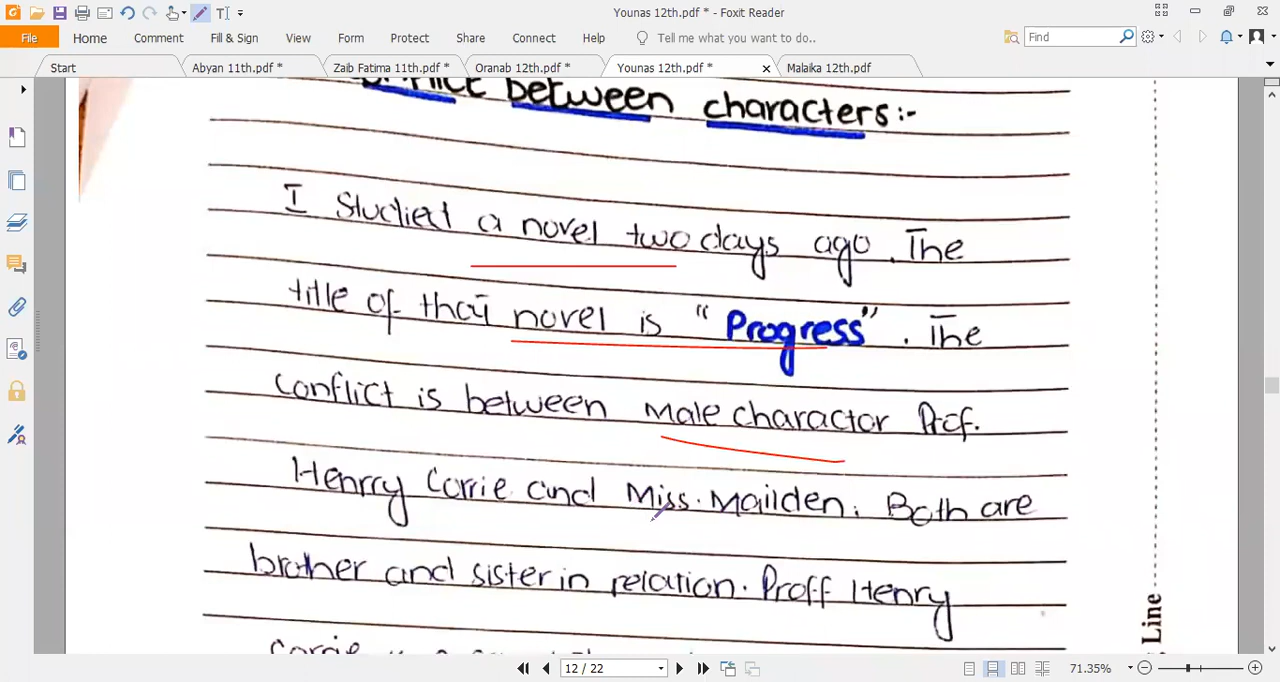 Younas 12th.pdf * - Foxit Reader
File Home Comment Fill & Sign View Form Protect Share Connect Help Tell me what you want to do.. Find
Start Abyan 11th.pdf * Zaib Fatima 11th.pdf * Oranab 12th.pdf * Younas 12th.pdf * Malaika 12th.pdf
between characters:-
I Studied a novel two days ago. The
title of that novel is "Progress". The
Conflict is between male charactor Prof.
Henrry Corrie and Miss. Mailden. Both are
brother and sister in relation. Proff Henry
Corrie
Line
12 / 22
71.35%